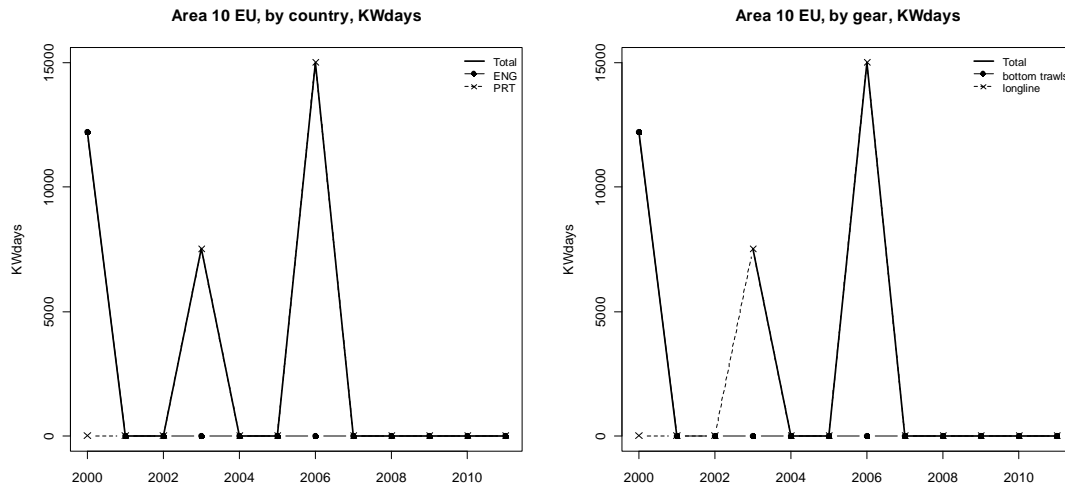 Area 10 EU, by country, KWdays
KWdays
15000
10000
5000
0
2000 2002 2004 2006 2008 2010
Total
ENG
PRT
Area 10 EU, by gear, KWdays
KWdays
15000
10000
5000
0
2000 2002 2004 2006 2008 2010
Total
bottom trawls
longline